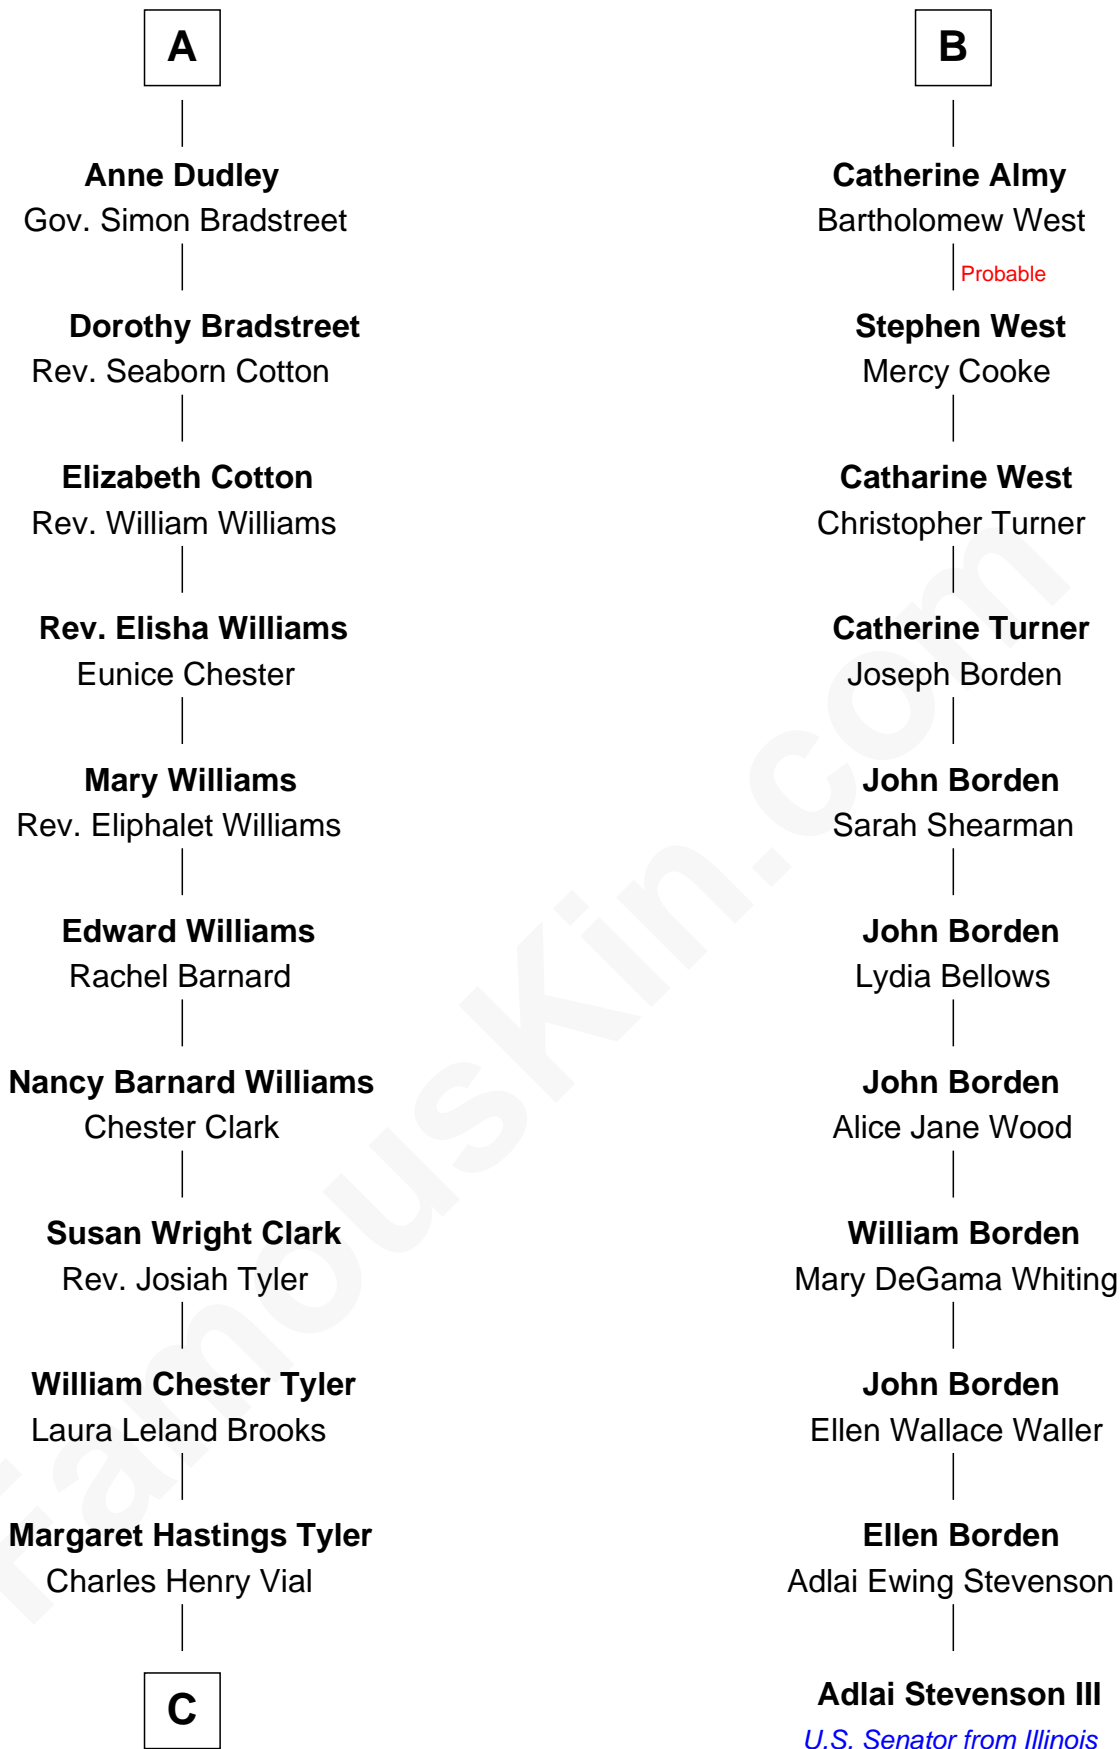 A
Anne Dudley
Gov. Simon Bradstreet
Dorothy Bradstreet
Rev. Seaborn Cotton
Elizabeth Cotton
Rev. William Williams
Rev. Elisha Williams
Eunice Chester
Mary Williams
Rev. Eliphalet Williams
Edward Williams
Rachel Barnard
Nancy Barnard Williams
Chester Clark
Susan Wright Clark
Rev. Josiah Tyler
William Chester Tyler
Laura Leland Brooks
Margaret Hastings Tyler
Charles Henry Vial
C
B
Catherine Almy
Bartholomew West
Probable
Stephen West
Mercy Cooke
Catharine West
Christopher Turner
Catherine Turner
Joseph Borden
John Borden
Sarah Shearman
John Borden
Lydia Bellows
John Borden
Alice Jane Wood
William Borden
Mary DeGama Whiting
John Borden
Ellen Wallace Waller
Ellen Borden
Adlai Ewing Stevenson
Adlai Stevenson III
U.S. Senator from Illinois
FamousKin.com